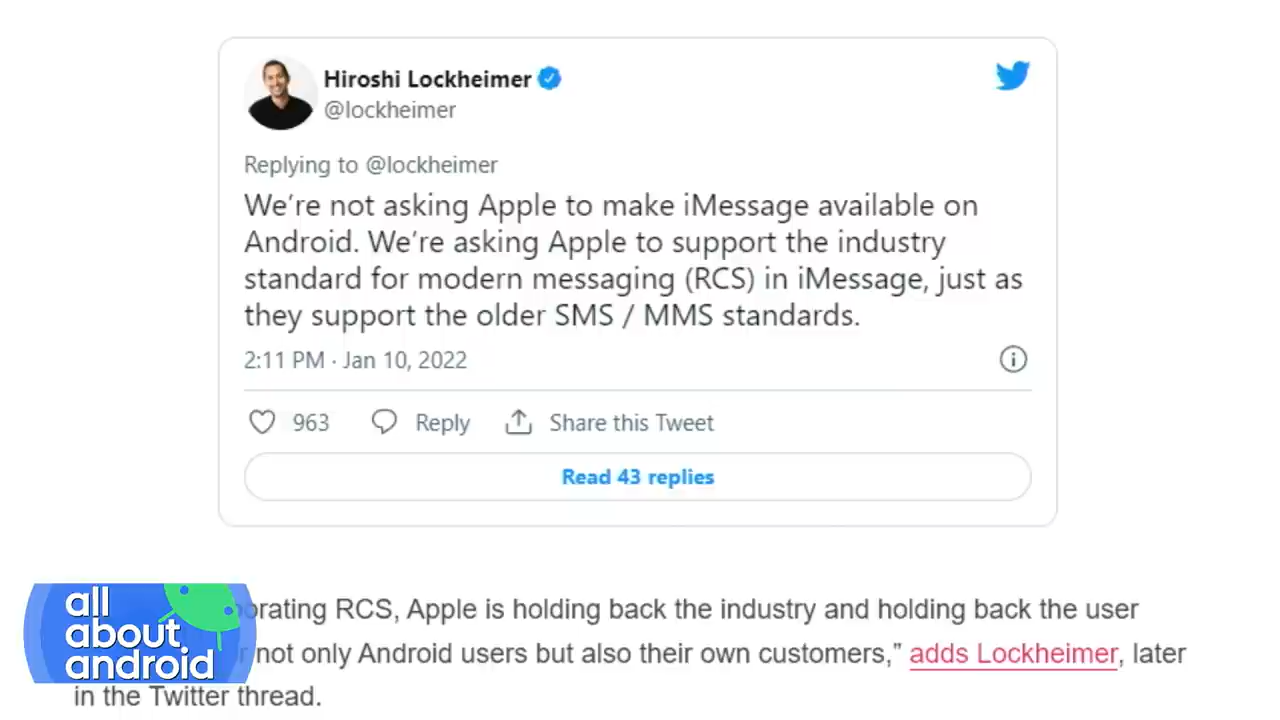 Hiroshi Lockheimer
@lockheimer
Replying to @lockheimer
We're not asking Apple to make iMessage available on
Android. We're asking Apple to support the industry
standard for modern messaging (RCS) in iMessage, just as
they support the older SMS / MMS standards.
2:11 PM · Jan 10, 2022
963 Reply Share this Tweet
Read 43 replies
RCS, Apple is holding back the industry and holding back the user
not only Android users but also their own customers,” adds Lockheimer, later
in the Twitter thread.
all
about
android